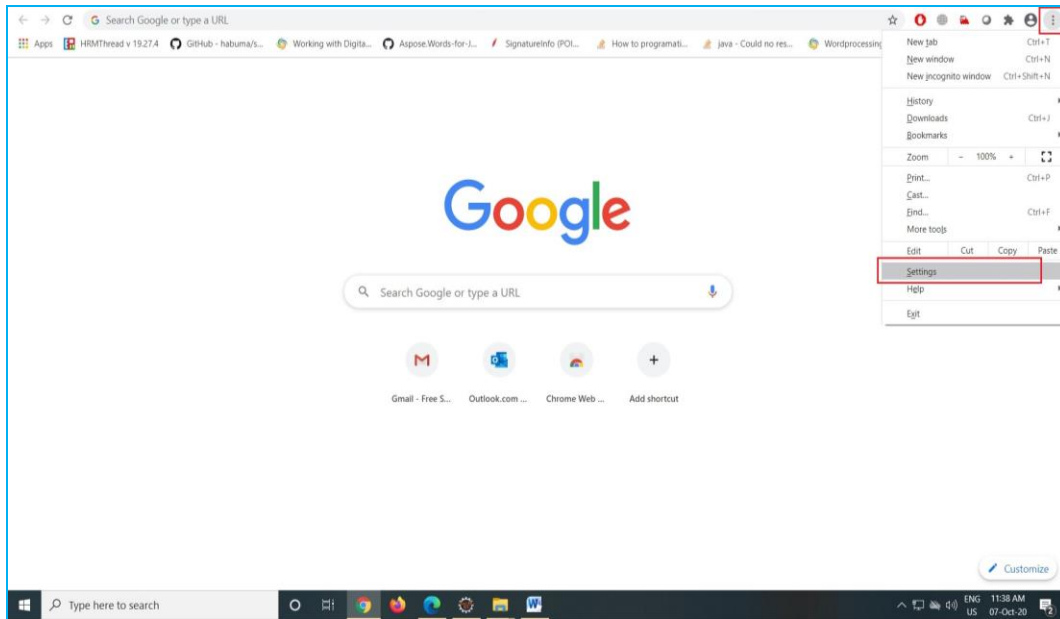 Search Google or type a URL
Apps HRMThread v 19.27.4 GitHub - habuma/s... Working with Digita... Aspose.Words-for-J... SignatureInfo (POI... How to programati... java - Could no res... Wordprocessing
New tab Ctrl+T
New window Ctrl+N
New incognito window Ctrl+Shift+N
History
Downloads Ctrl+J
Bookmarks
Zoom - 100% +
Print... Ctrl+P
Cast...
Find... Ctrl+F
More tools
Edit Cut Copy Paste
Settings
Help
Exit
Google
Search Google or type a URL
Gmail - Free S... Outlook.com ... Chrome Web ... Add shortcut
Customize
Type here to search
ENG 11:38 AM
US 07-Oct-20
2